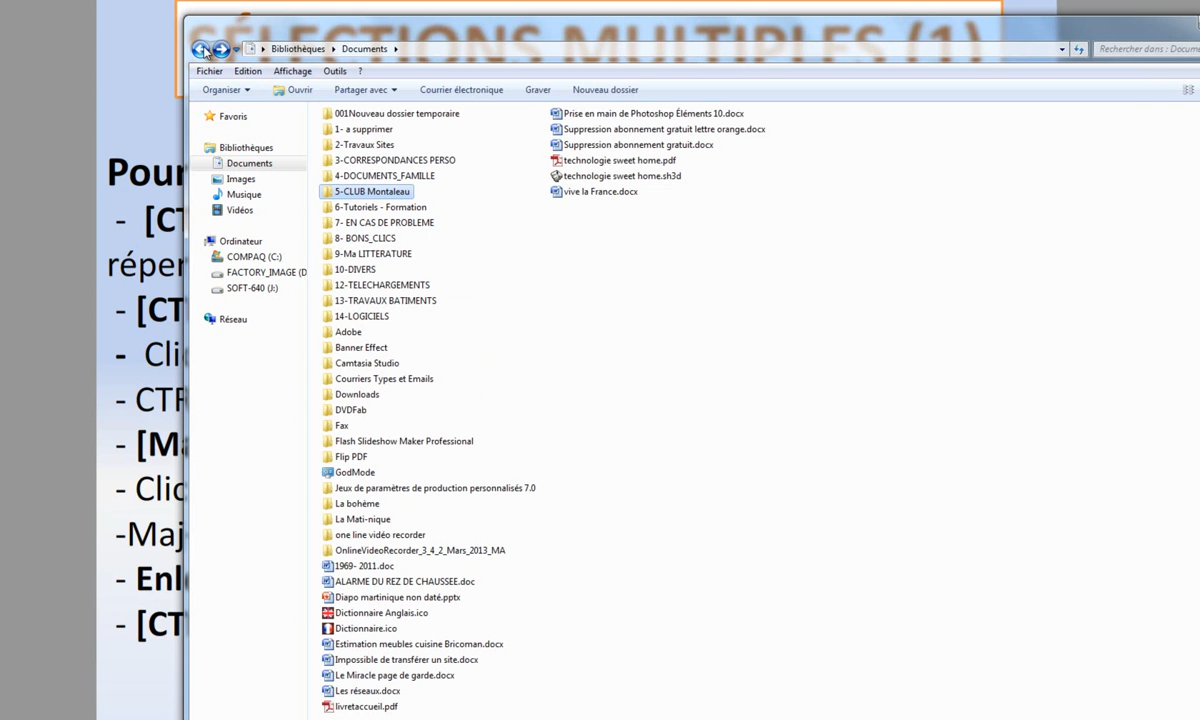 SÉLECTIONS MULTIPLES (1)
Bibliothèques
Documents
Rechercher dans : Docume
Fichier Edition Affichage Outils ?
Organiser Ouvrir Partager avec Courrier électronique Graver Nouveau dossier
Favoris
Bibliothèques
Documents
Images
Musique
Vidéos
Ordinateur
COMPAQ (C:)
FACTORY_IMAGE (D
SOFT-640 (J:)
Réseau
001Nouveau dossier temporaire
1- a supprimer
2-Travaux Sites
3-CORRESPONDANCES PERSO
4-DOCUMENTS_FAMILLE
5-CLUB Montaleau
6-Tutoriels - Formation
7- EN CAS DE PROBLEME
8- BONS_CLICS
9-Ma LITTERATURE
10-DIVERS
12-TELECHARGEMENTS
13-TRAVAUX BATIMENTS
14-LOGICIELS
Adobe
Banner Effect
Camtasia Studio
Courriers Types et Emails
Downloads
DVDFab
Fax
Flash Slideshow Maker Professional
Flip PDF
GodMode
Jeux de paramètres de production personnalisés 7.0
La bohème
La Mati-nique
one line vidéo recorder
OnlineVideoRecorder_3_4_2_Mars_2013_MA
1969- 2011.doc
ALARME DU REZ DE CHAUSSEE.doc
Diapo martinique non daté.pptx
Dictionnaire Anglais.ico
Dictionnaire.ico
Estimation meubles cuisine Bricoman.docx
Impossible de transférer un site.docx
Le Miracle page de garde.docx
Les réseaux.docx
livretaccueil.pdf
Prise en main de Photoshop Éléments 10.docx
Suppression abonnement gratuit lettre orange.docx
Suppression abonnement gratuit.docx
technologie sweet home.pdf
technologie sweet home.sh3d
vive la France.docx
Pour
- [CT
réper
- [CT
- Clic
- CTR
- [Ma
- Clic
-Maj
- Enl
- [CT